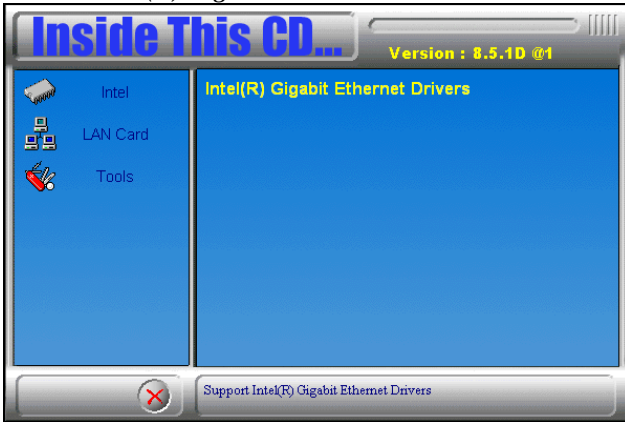 Inside This CD...
Version : 8.5.1D @1
Intel
LAN Card
Tools
Intel(R) Gigabit Ethernet Drivers
Support Intel(R) Gigabit Ethernet Drivers